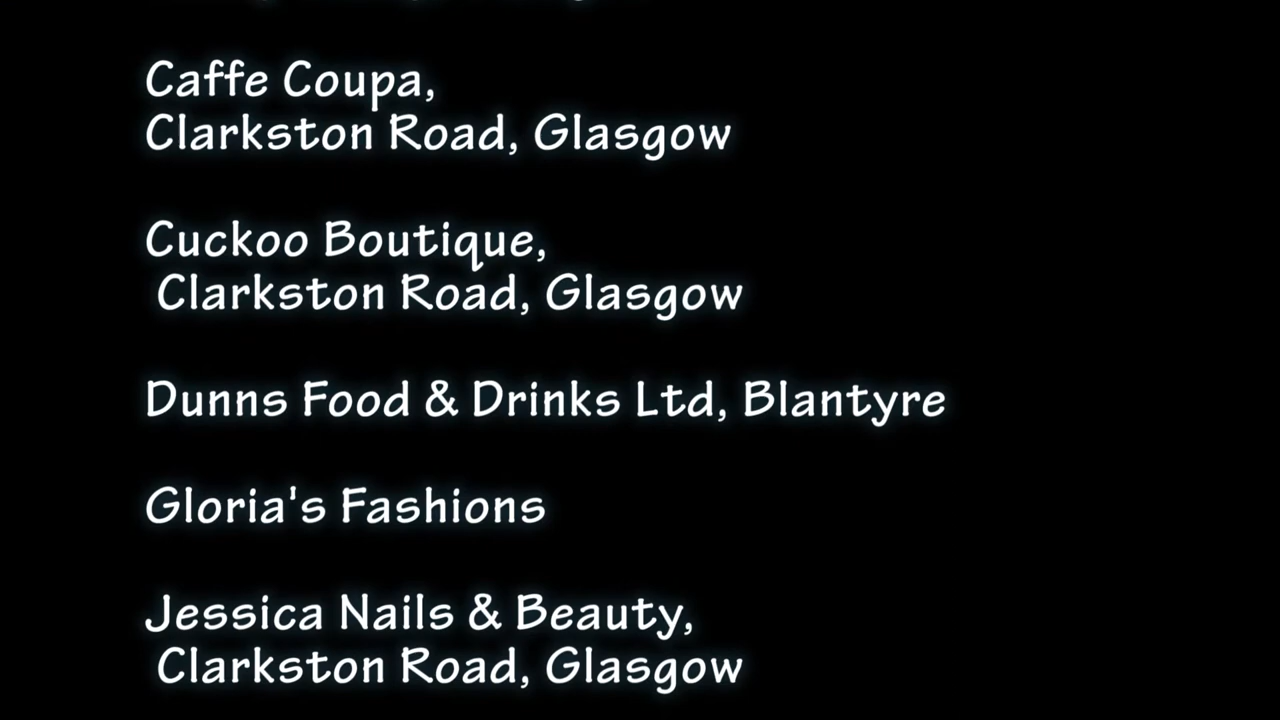 Caffe Coupa,
Clarkston Road, Glasgow
Cuckoo Boutique,
Clarkston Road, Glasgow
Dunns Food & Drinks Ltd, Blantyre
Gloria's Fashions
Jessica Nails & Beauty,
Clarkston Road, Glasgow